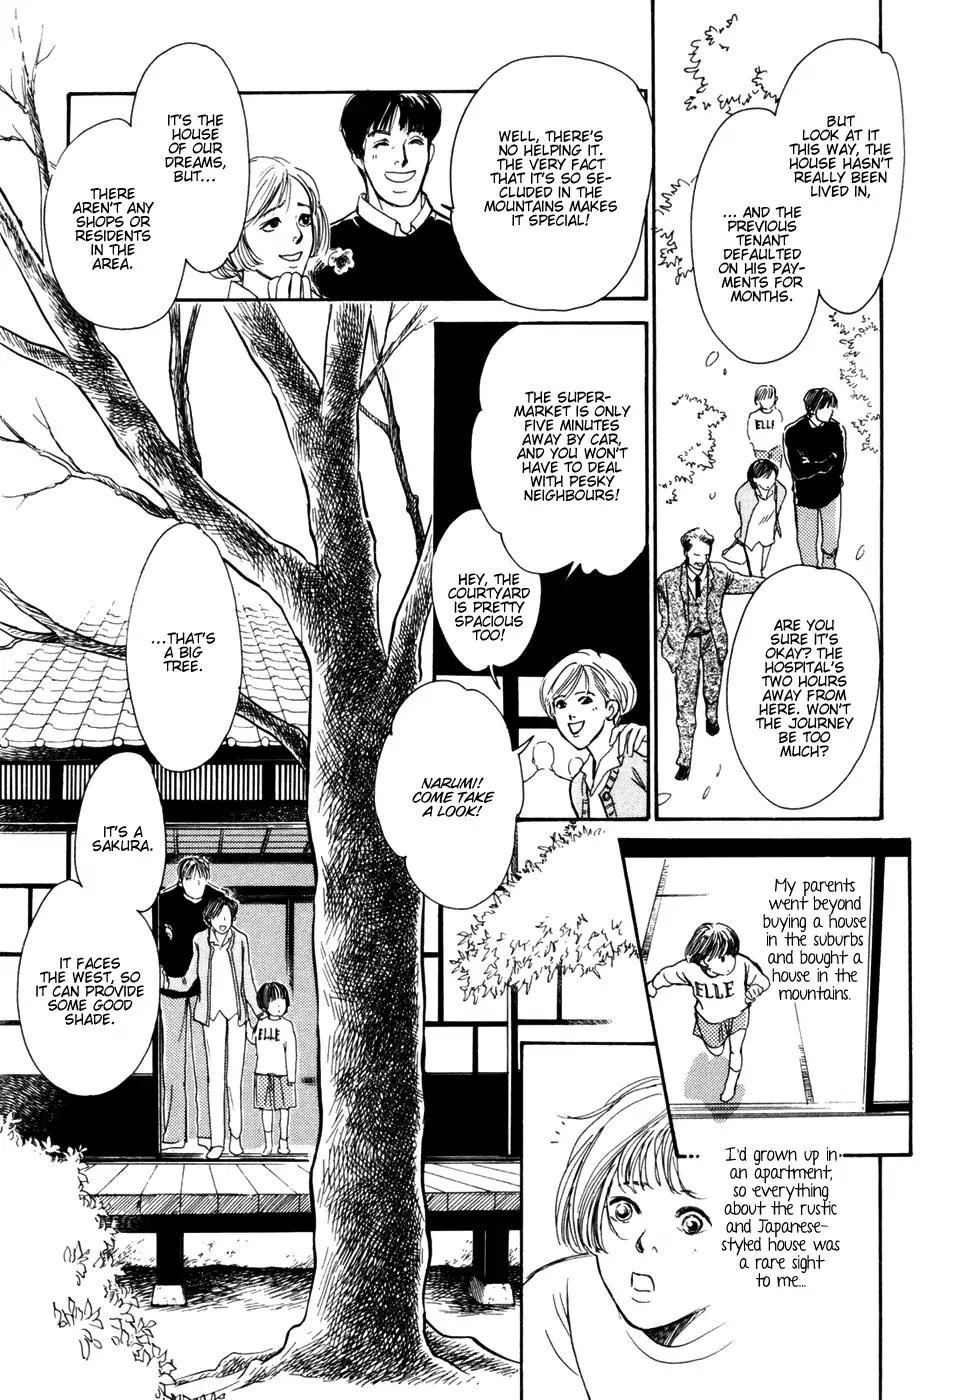 BUT
LOOK AT IT
THIS WAY, THE
HOUSE HASN'T
REALLY BEEN
LIVED IN,
... AND THE
PREVIOUS
TENANT
DEFAULTED
ON HIS PAY-
MENTS FOR
MONTHS.
ELLE
ARE YOU
SURE IT'S
OKAY? THE
HOSPITAL'S
TWO HOURS
AWAY FROM
HERE. WON'T
THE JOURNEY
BE TOO
MUCH?
WELL, THERE'S
NO HELPING IT.
THE VERY FACT
THAT IT'S SO SE-
CLUDED IN THE
MOUNTAINS MAKES
IT SPECIAL!
IT'S THE
HOUSE
OF OUR
DREAMS,
BUT...
THERE
AREN'T ANY
SHOPS OR
RESIDENTS
IN THE
AREA.
THE SUPER-
MARKET IS ONLY
FIVE MINUTES
AWAY BY CAR,
AND YOU WON'T
HAVE TO DEAL
WITH PESKY
NEIGHBOURS!
HEY, THE
COURTYARD
IS PRETTY
SPACIOUS
TOO!
NARUMI!
COME TAKE
A LOOK!
...THAT'S
A BIG
TREE.
IT'S A
SAKURA.
IT FACES
THE WEST, SO
IT CAN PROVIDE
SOME GOOD
SHADE.
ELLE
My parents
went beyond
buying a house
in the suburbs
and bought a
house in the
mountains.
ELLE
...
I'd grown up in
an apartment,
so everything
about the rustic
and Japanese-
styled house was
a rare sight
to me...